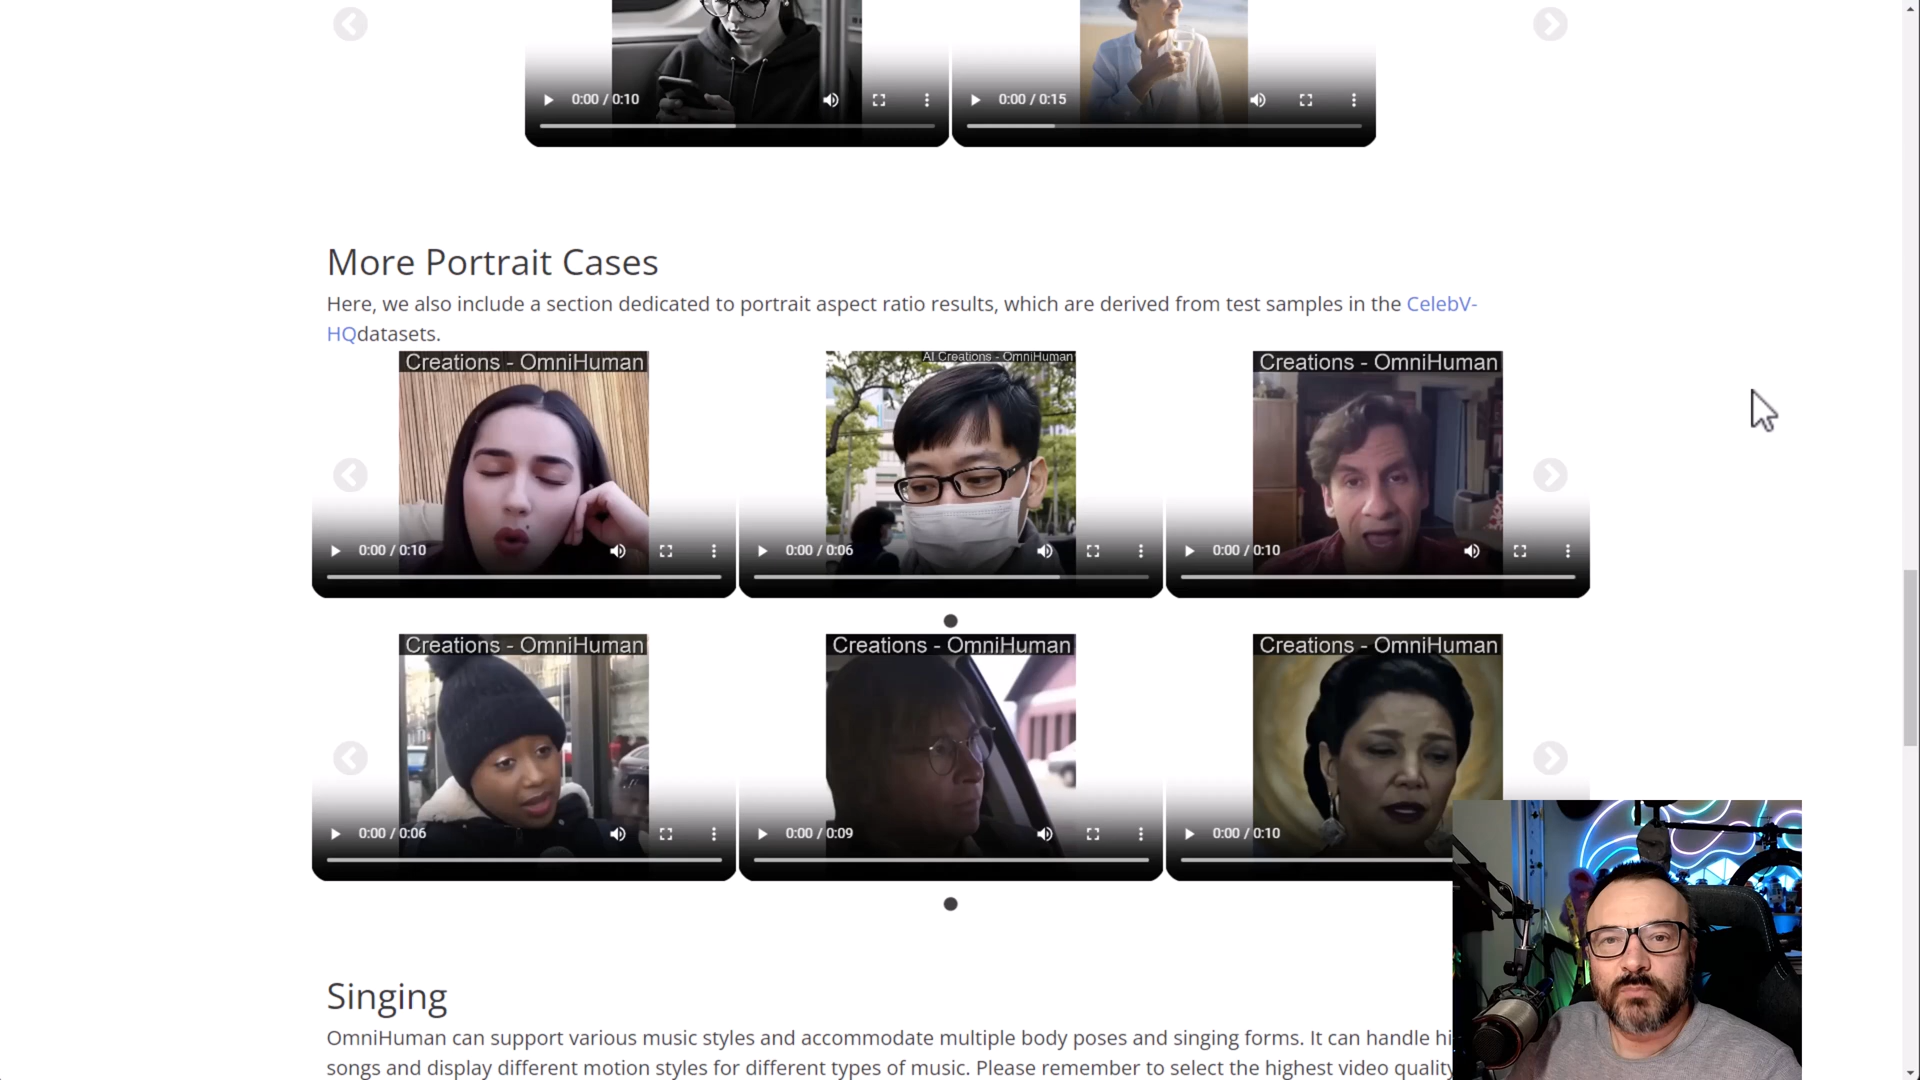 0:00 / 0:10
0:00 / 0:15
More Portrait Cases
Here, we also include a section dedicated to portrait aspect ratio results, which are derived from test samples in the CelebV-
HQdatasets.
Creations - OmniHuman
AI Creations - OmniHuman
Creations - OmniHuman
0:00 / 0:10
0:00 / 0:06
0:00 / 0:10
Creations - OmniHuman
Creations - OmniHuman
Creations - OmniHuman
0:00 / 0:06
0:00 / 0:09
0:00 / 0:10
Singing
OmniHuman can support various music styles and accommodate multiple body poses and singing forms. It can handle hi
songs and display different motion styles for different types of music. Please remember to select the highest video quality